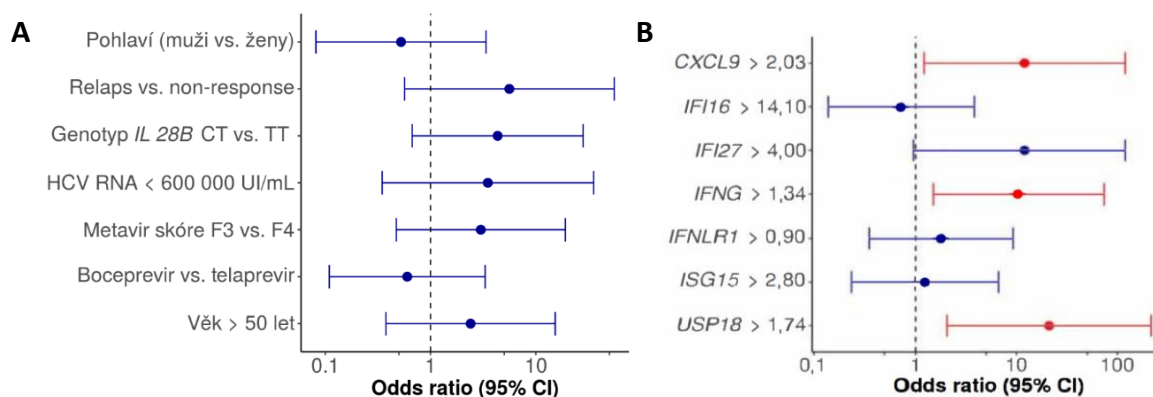 A
Pohlaví (muži vs. ženy)
Relaps vs. non-response
Genotyp IL 28B CT vs. TT
HCV RNA < 600 000 UI/mL
Metavir skóre F3 vs. F4
Boceprevir vs. telaprevir
Věk > 50 let
0.1 1 10
Odds ratio (95% CI)
B
CXCL9 > 2,03
IFI16 > 14,10
IFI27 > 4,00
IFNG > 1,34
IFNLR1 > 0,90
ISG15 > 2,80
USP18 > 1,74
0,1 1 10 100
Odds ratio (95% CI)